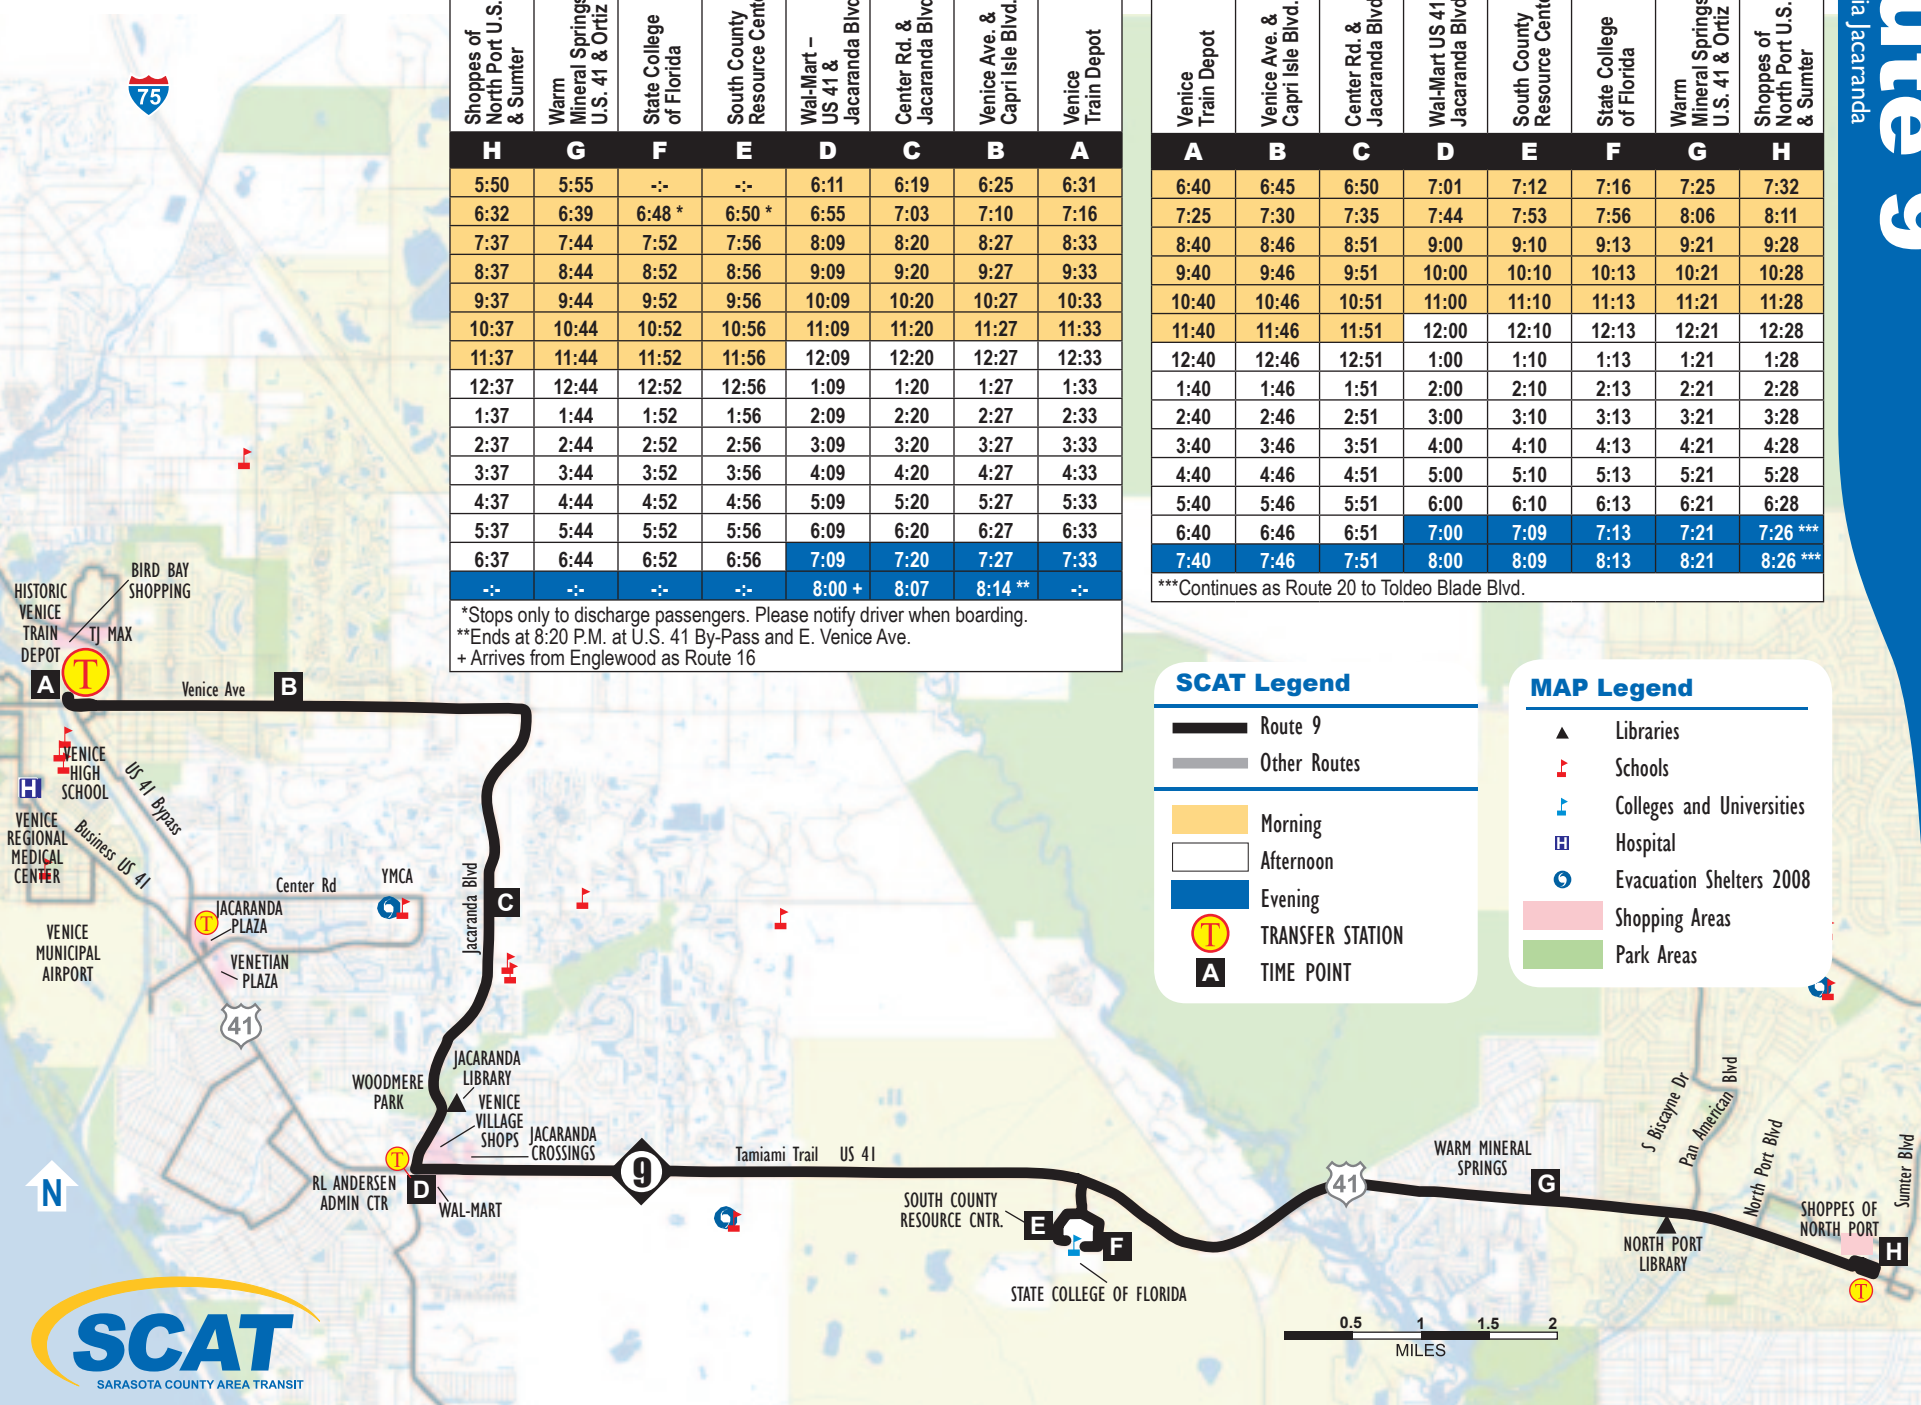 Shoppes of
North Port U.S.
& Sumter
Warm
Mineral Springs
U.S. 41 & Ortiz
State College
of Florida
South County
Resource Cente
Wal-Mart –
US 41 &
Jacaranda Blvd
Center Rd. &
Jacaranda Blvd
Venice Ave. &
Capri Isle Blvd.
Venice
Train Depot
H G F E D C B A
5:50 5:55 -:- -:- 6:11 6:19 6:25 6:31
6:32 6:39 6:48 * 6:50 * 6:55 7:03 7:10 7:16
7:37 7:44 7:52 7:56 8:09 8:20 8:27 8:33
8:37 8:44 8:52 8:56 9:09 9:20 9:27 9:33
9:37 9:44 9:52 9:56 10:09 10:20 10:27 10:33
10:37 10:44 10:52 10:56 11:09 11:20 11:27 11:33
11:37 11:44 11:52 11:56 12:09 12:20 12:27 12:33
12:37 12:44 12:52 12:56 1:09 1:20 1:27 1:33
1:37 1:44 1:52 1:56 2:09 2:20 2:27 2:33
2:37 2:44 2:52 2:56 3:09 3:20 3:27 3:33
3:37 3:44 3:52 3:56 4:09 4:20 4:27 4:33
4:37 4:44 4:52 4:56 5:09 5:20 5:27 5:33
5:37 5:44 5:52 5:56 6:09 6:20 6:27 6:33
6:37 6:44 6:52 6:56 7:09 7:20 7:27 7:33
-:- -:- -:- -:- 8:00 + 8:07 8:14 ** -:-
*Stops only to discharge passengers. Please notify driver when boarding.
**Ends at 8:20 P.M. at U.S. 41 By-Pass and E. Venice Ave.
+ Arrives from Englewood as Route 16
Venice
Train Depot
Venice Ave. &
Capri Isle Blvd.
Center Rd. &
Jacaranda Blvd
Wal-Mart US 41
Jacaranda Blvd
South County
Resource Cente
State College
of Florida
Warm
Mineral Springs
U.S. 41 & Ortiz
Shoppes of
North Port U.S.
& Sumter
A B C D E F G H
6:40 6:45 6:50 7:01 7:12 7:16 7:25 7:32
7:25 7:30 7:35 7:44 7:53 7:56 8:06 8:11
8:40 8:46 8:51 9:00 9:10 9:13 9:21 9:28
9:40 9:46 9:51 10:00 10:10 10:13 10:21 10:28
10:40 10:46 10:51 11:00 11:10 11:13 11:21 11:28
11:40 11:46 11:51 12:00 12:10 12:13 12:21 12:28
12:40 12:46 12:51 1:00 1:10 1:13 1:21 1:28
1:40 1:46 1:51 2:00 2:10 2:13 2:21 2:28
2:40 2:46 2:51 3:00 3:10 3:13 3:21 3:28
3:40 3:46 3:51 4:00 4:10 4:13 4:21 4:28
4:40 4:46 4:51 5:00 5:10 5:13 5:21 5:28
5:40 5:46 5:51 6:00 6:10 6:13 6:21 6:28
6:40 6:46 6:51 7:00 7:09 7:13 7:21 7:26 ***
7:40 7:46 7:51 8:00 8:09 8:13 8:21 8:26 ***
***Continues as Route 20 to Toldeo Blade Blvd.
ute 9
ia Jacaranda
75
BIRD BAY
SHOPPING
HISTORIC
VENICE
TRAIN
DEPOT
TJ MAX
T
A
Venice Ave
B
VENICE
HIGH
SCHOOL
H
VENICE
REGIONAL
MEDICAL
CENTER
US 41 Bypass
Business US 41
Center Rd
YMCA
Jacaranda Blvd
C
T
JACARANDA
PLAZA
VENICE
MUNICIPAL
AIRPORT
VENETIAN
PLAZA
41
WOODMERE
PARK
JACARANDA
LIBRARY
VENICE
VILLAGE
SHOPS
JACARANDA
CROSSINGS
T
RL ANDERSEN
ADMIN CTR
D
WAL-MART
9
Tamiami Trail US 41
SOUTH COUNTY
RESOURCE CNTR.
E
F
STATE COLLEGE OF FLORIDA
41
WARM MINERAL
SPRINGS
G
S Biscayne Dr
Pan American Blvd
North Port Blvd
Sumter Blvd
NORTH PORT
LIBRARY
SHOPPES OF
NORTH PORT
H
T
SCAT Legend
Route 9
Other Routes
Morning
Afternoon
Evening
T TRANSFER STATION
A TIME POINT
MAP Legend
Libraries
Schools
Colleges and Universities
H Hospital
Evacuation Shelters 2008
Shopping Areas
Park Areas
N
SCAT
SARASOTA COUNTY AREA TRANSIT
0.5 1 1.5 2
MILES